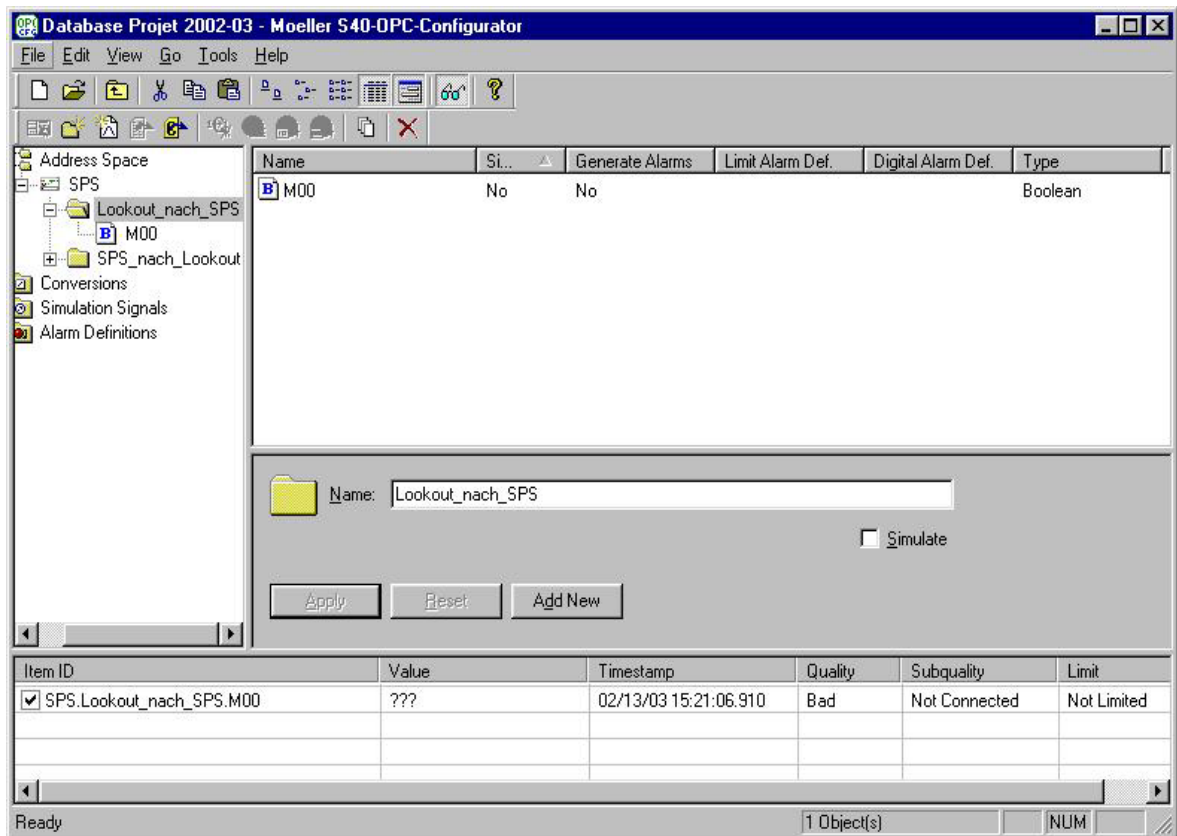 Database Projet 2002-03 - Moeller S40-OPC-Configurator
File Edit View Go Tools Help
Address Space
SPS
Lookout_nach_SPS
M00
SPS_nach_Lookout
Conversions
Simulation Signals
Alarm Definitions
Name Si... Generate Alarms Limit Alarm Def. Digital Alarm Def. Type
M00 No No Boolean
Name: Lookout_nach_SPS
Simulate
Apply Reset Add New
Item ID Value Timestamp Quality Subquality Limit
SPS.Lookout_nach_SPS.M00 ??? 02/13/03 15:21:06.910 Bad Not Connected Not Limited
Ready 1 Object(s) NUM